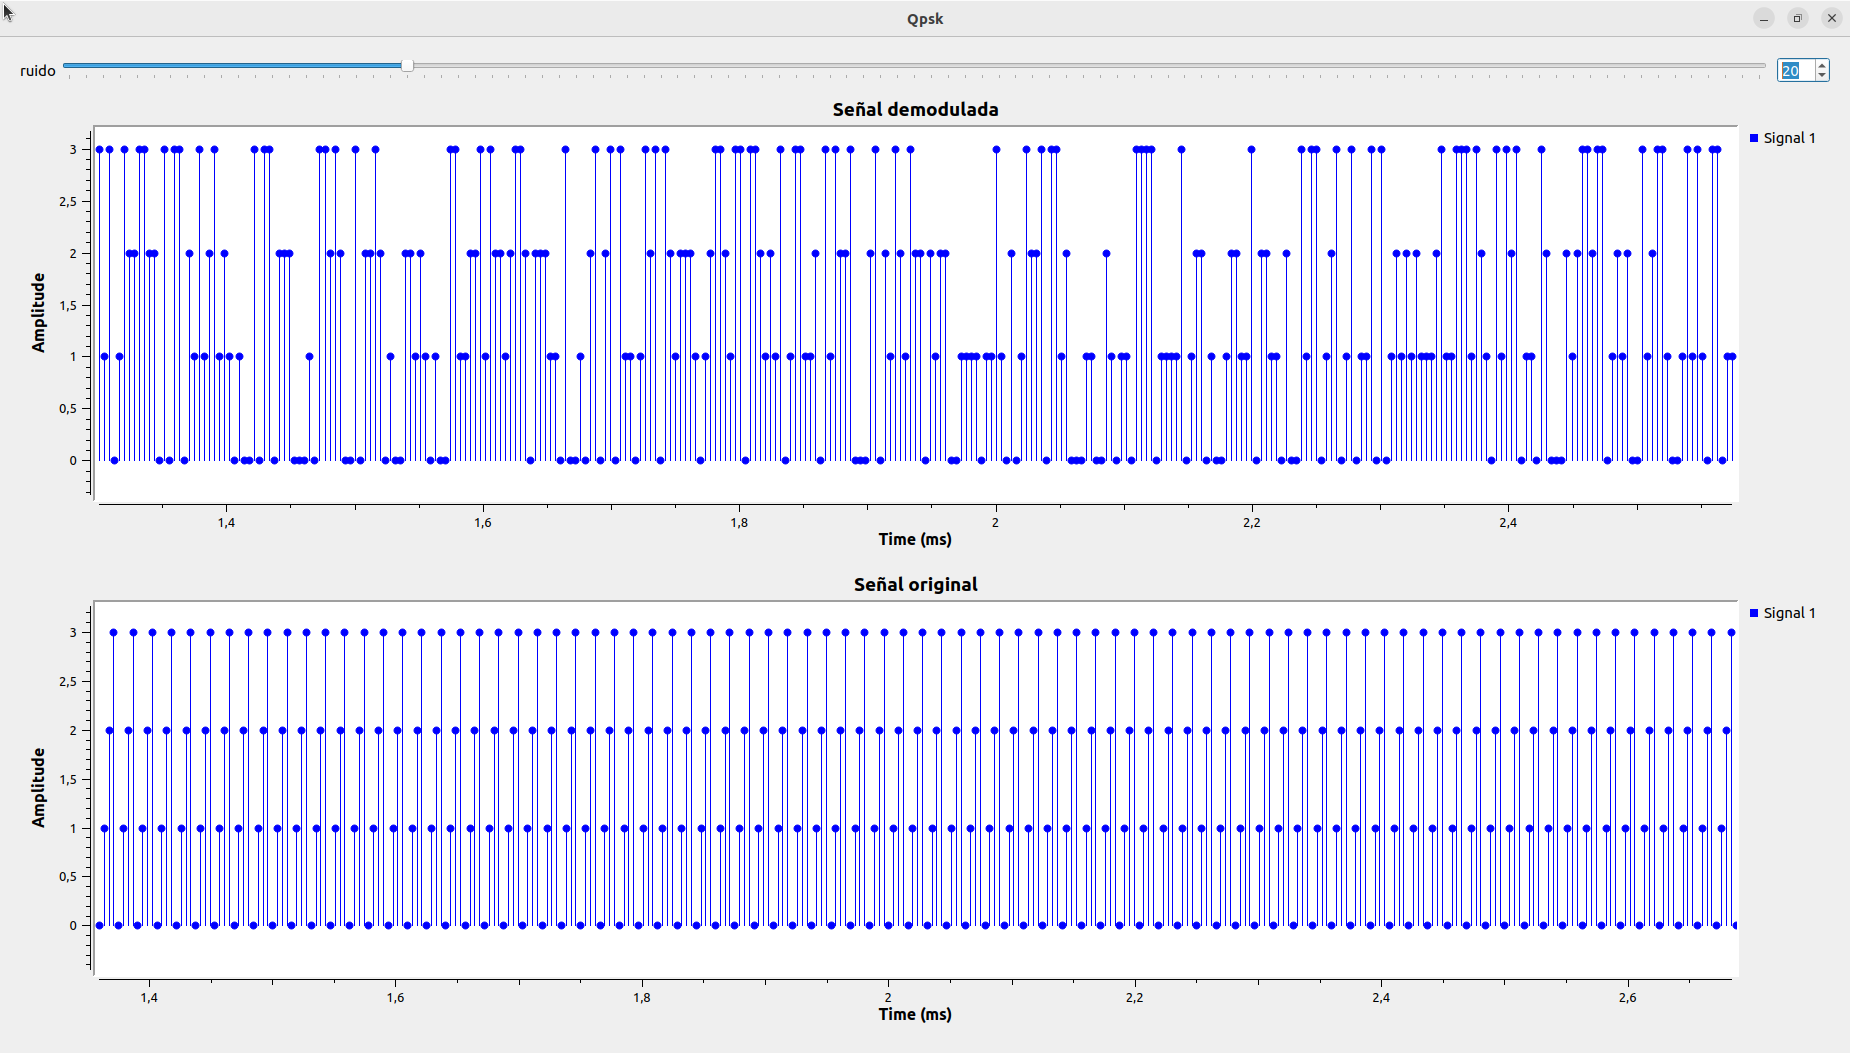 Qpsk
ruido
20
Señal demodulada
Signal 1
Amplitude
3
2,5
2
1,5
1
0,5
0
1,4 1,6 1,8 2 2,2 2,4
Time (ms)
Señal original
Signal 1
Amplitude
3
2,5
2
1,5
1
0,5
0
1,4 1,6 1,8 2 2,2 2,4 2,6
Time (ms)